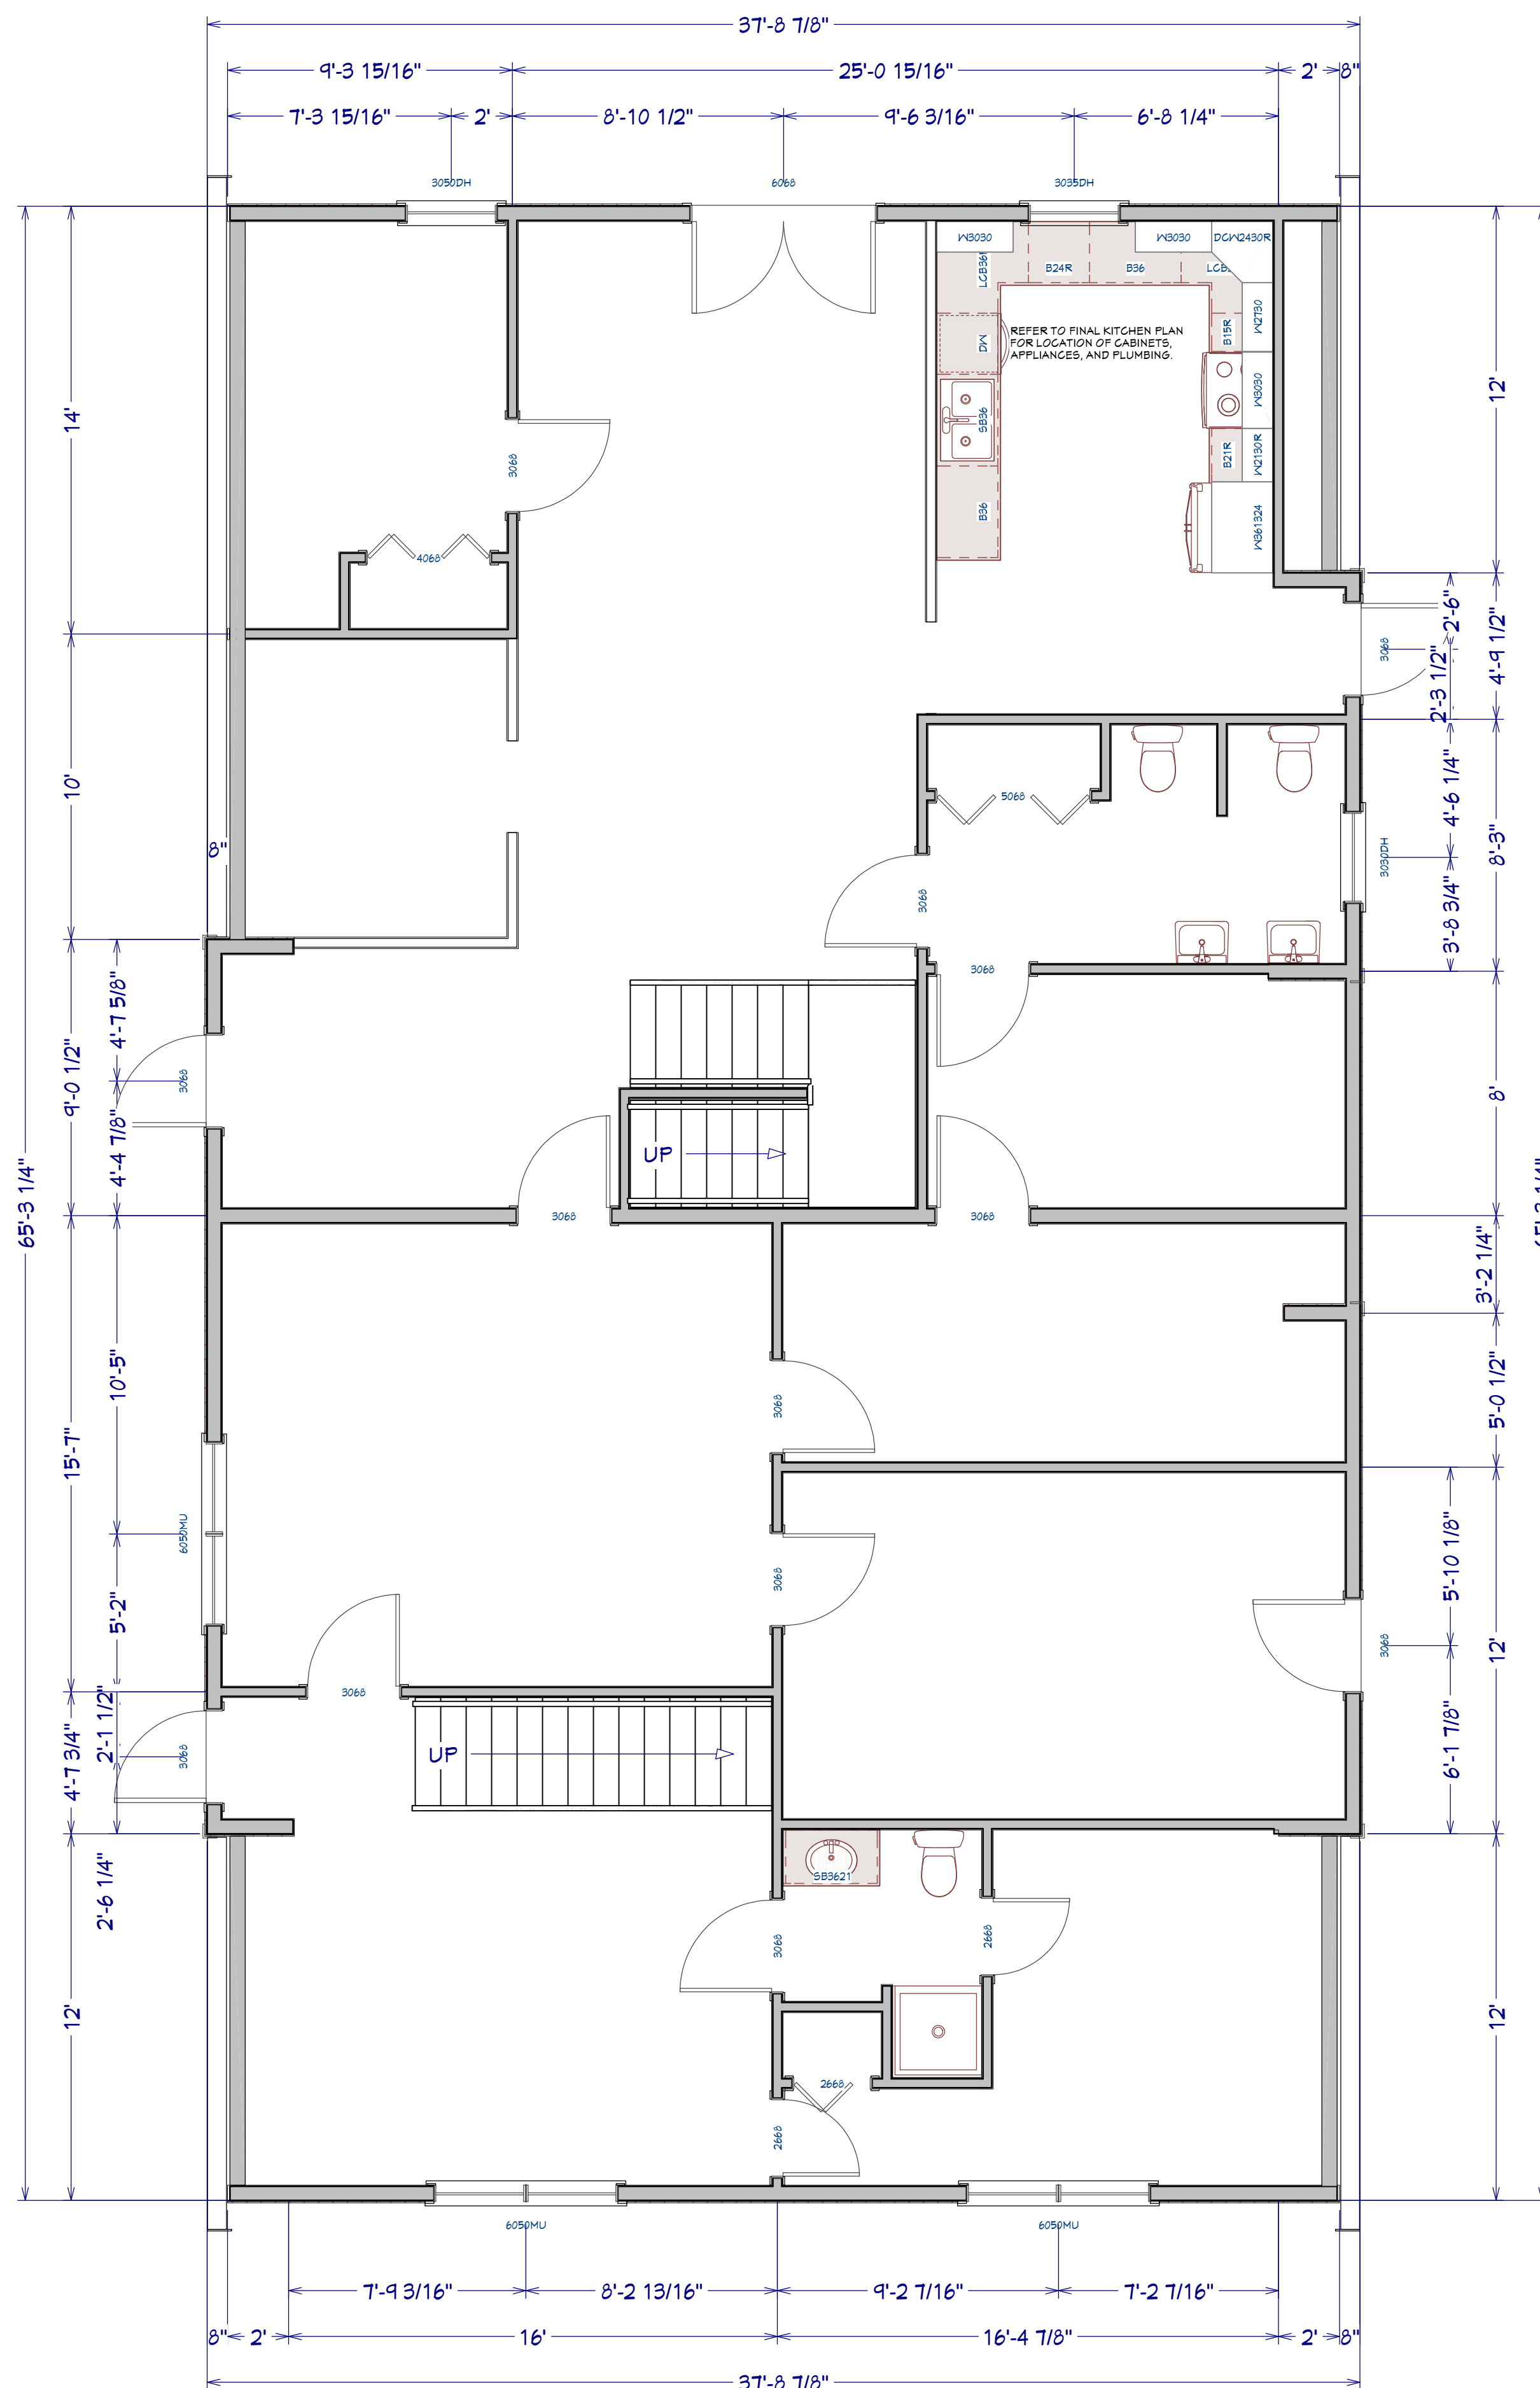 37'-8 7/8"
9'-3 15/16" 25'-0 15/16" 2' 8"
7'-3 15/16" 2' 8'-10 1/2" 9'-6 3/16" 6'-8 1/4"
3050DH 6068 3035DH
W3030 W3030 DCW2430R
LCB36 B24R B36 LCB
W2730
B15R
DW
REFER TO FINAL KITCHEN PLAN
FOR LOCATION OF CABINETS,
APPLIANCES, AND PLUMBING.
14'
12'
W3030
SB36
3068
B21R
W2130R
B36
W361324
4068
2'-6"
4'-9 1/2"
3068
2'-3 1/2"
10'
5068
4'-6 1/4"
8"
3030DH
8'-3"
3068
3'-8 3/4"
3068
4'-7 5/8"
9'-0 1/2"
3068
4'-4 7/8"
8'
UP
65'-3 1/4"
3068
3068
3'-2 1/4"
10'-5"
3068
5'-0 1/2"
15'-7"
6050MU
5'-10 1/8"
3068
5'-2"
3068
12'
3068
2'-1 1/2"
4'-7 3/4"
3068
UP
6'-1 7/8"
2'-6 1/4"
SB3621
3068
2668
12'
12'
2668
2668
6050MU 6050MU
7'-9 3/16" 8'-2 13/16" 9'-2 7/16" 7'-2 7/16"
8" 2' 16' 16'-4 7/8" 2' 8"
37'-8 7/8"